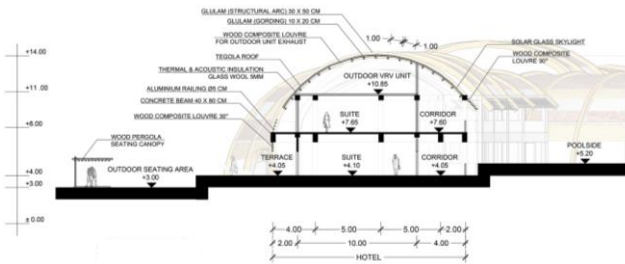 GLULAM (STRUCTURAL ARC) 30 X 50 CM
GLULAM (GORDING) 10 X 20 CM
WOOD COMPOSITE LOUVRE
FOR OUTDOOR UNIT EXHAUST
TEGOLA ROOF
THERMAL & ACOUSTIC INSULATION
GLASS WOOL 5MM
ALUMINIUM RAILING Ø5 CM
CONCRETE BEAM 40 X 80 CM
WOOD COMPOSITE LOUVRE 30°
WOOD PERGOLA
SEATING CANOPY
1.00
1.00
SOLAR GLASS SKYLIGHT
WOOD COMPOSITE
LOUVRE 30°
+14.00
+11.00
+4.00
+3.00
± 0.00
OUTDOOR VRV UNIT
+10.85
SUITE
+7.65
CORRIDOR
+7.60
TERRACE
+4.05
SUITE
+4.10
CORRIDOR
+4.05
OUTDOOR SEATING AREA
+3.00
POOLSIDE
+5.20
4.00 5.00 5.00 2.00
2.00 10.00 4.00
HOTEL